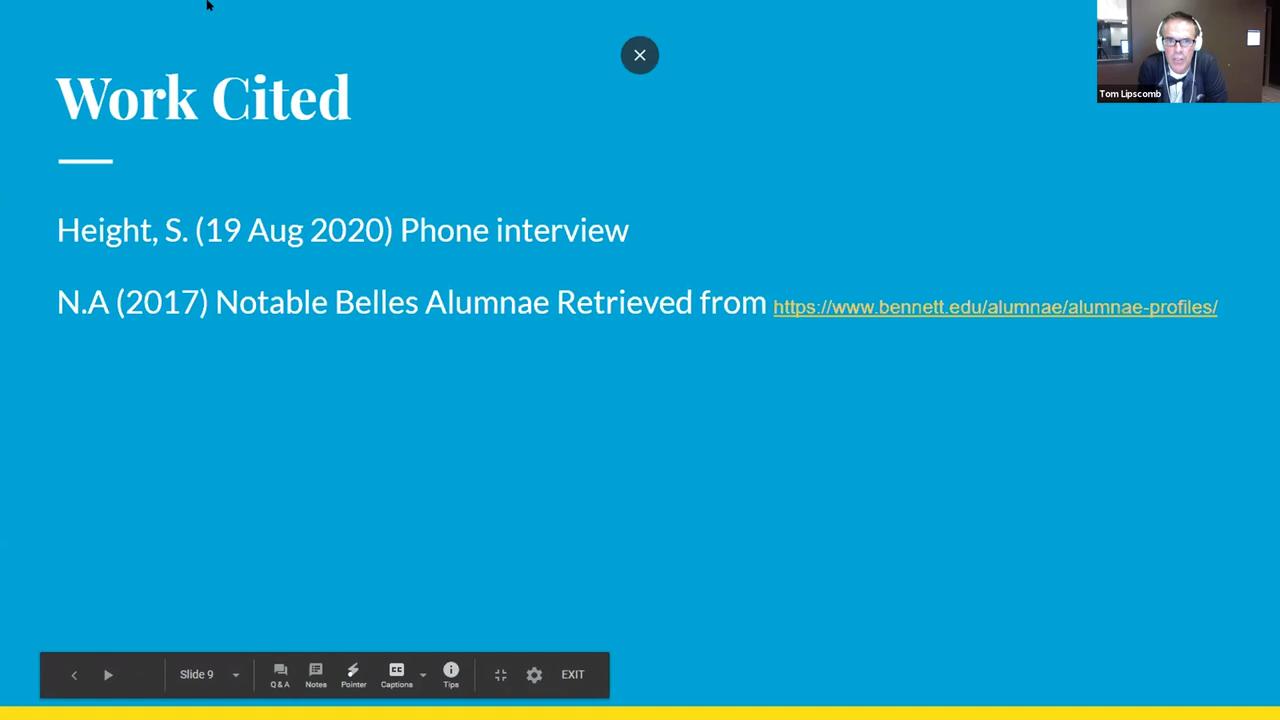 Work Cited
Tom Lipscomb
Height, S. (19 Aug 2020) Phone interview
N.A (2017) Notable Belles Alumnae Retrieved from https://www.bennett.edu/alumnae/alumnae-profiles/
Slide 9
Q & A
Notes
Pointer
CC
Captions
Tips
EXIT